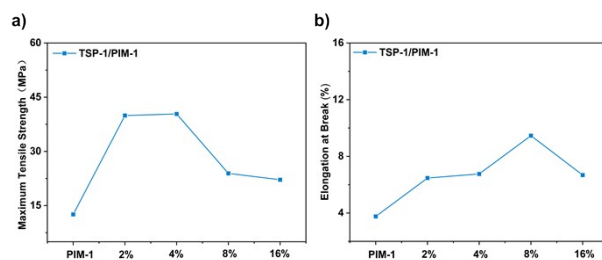 a)
60
45
30
15
Maximum Tensile Strength (MPa)
TSP-1/PIM-1
PIM-1 2% 4% 8% 16%
b)
16
12
8
4
Elongation at Break (%)
TSP-1/PIM-1
PIM-1 2% 4% 8% 16%